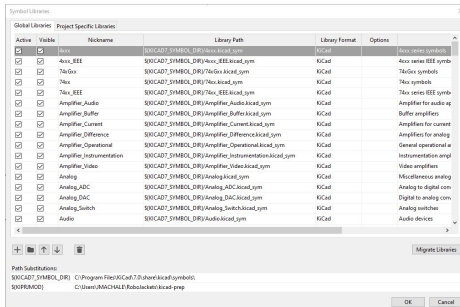 Symbol Libraries
Global Libraries Project Specific Libraries
Active Visible Nickname Library Path Library Format Options
4xxx ${KICAD7_SYMBOL_DIR}/4xxx.kicad_sym KiCad 4xxx series symbols
4xxx_IEEE ${KICAD7_SYMBOL_DIR}/4xxx_IEEE.kicad_sym KiCad 4xxx series IEEE symb
74xGxx ${KICAD7_SYMBOL_DIR}/74xGxx.kicad_sym KiCad 74xGxx symbols
74xx ${KICAD7_SYMBOL_DIR}/74xx.kicad_sym KiCad 74xx symbols
74xx_IEEE ${KICAD7_SYMBOL_DIR}/74xx_IEEE.kicad_sym KiCad 74xx series IEEE symbo
Amplifier_Audio ${KICAD7_SYMBOL_DIR}/Amplifier_Audio.kicad_sym KiCad Amplifier for audio ap
Amplifier_Buffer ${KICAD7_SYMBOL_DIR}/Amplifier_Buffer.kicad_sym KiCad Buffer amplifiers
Amplifier_Current ${KICAD7_SYMBOL_DIR}/Amplifier_Current.kicad_sym KiCad Amplifiers for current
Amplifier_Difference ${KICAD7_SYMBOL_DIR}/Amplifier_Difference.kicad_sym KiCad Amplifiers for analog
Amplifier_Operational ${KICAD7_SYMBOL_DIR}/Amplifier_Operational.kicad_sym KiCad General operational a
Amplifier_Instrumentation ${KICAD7_SYMBOL_DIR}/Amplifier_Instrumentation.kicad_sym KiCad Instrumentation ampl
Amplifier_Video ${KICAD7_SYMBOL_DIR}/Amplifier_Video.kicad_sym KiCad Video amplifiers
Analog ${KICAD7_SYMBOL_DIR}/Analog.kicad_sym KiCad Miscellaneous analog
Analog_ADC ${KICAD7_SYMBOL_DIR}/Analog_ADC.kicad_sym KiCad Analog to digital con
Analog_DAC ${KICAD7_SYMBOL_DIR}/Analog_DAC.kicad_sym KiCad Digital to analog conv
Analog_Switch ${KICAD7_SYMBOL_DIR}/Analog_Switch.kicad_sym KiCad Analog switches
Audio ${KICAD7_SYMBOL_DIR}/Audio.kicad_sym KiCad Audio devices
Migrate Libraries
Path Substitutions:
${KICAD7_SYMBOL_DIR} C:\Program Files\KiCad\7.0\share\kicad\symbols\
${KIPRJMOD} C:\Users\JMACHALE\RoboJackets\kicad-prep
OK Cancel